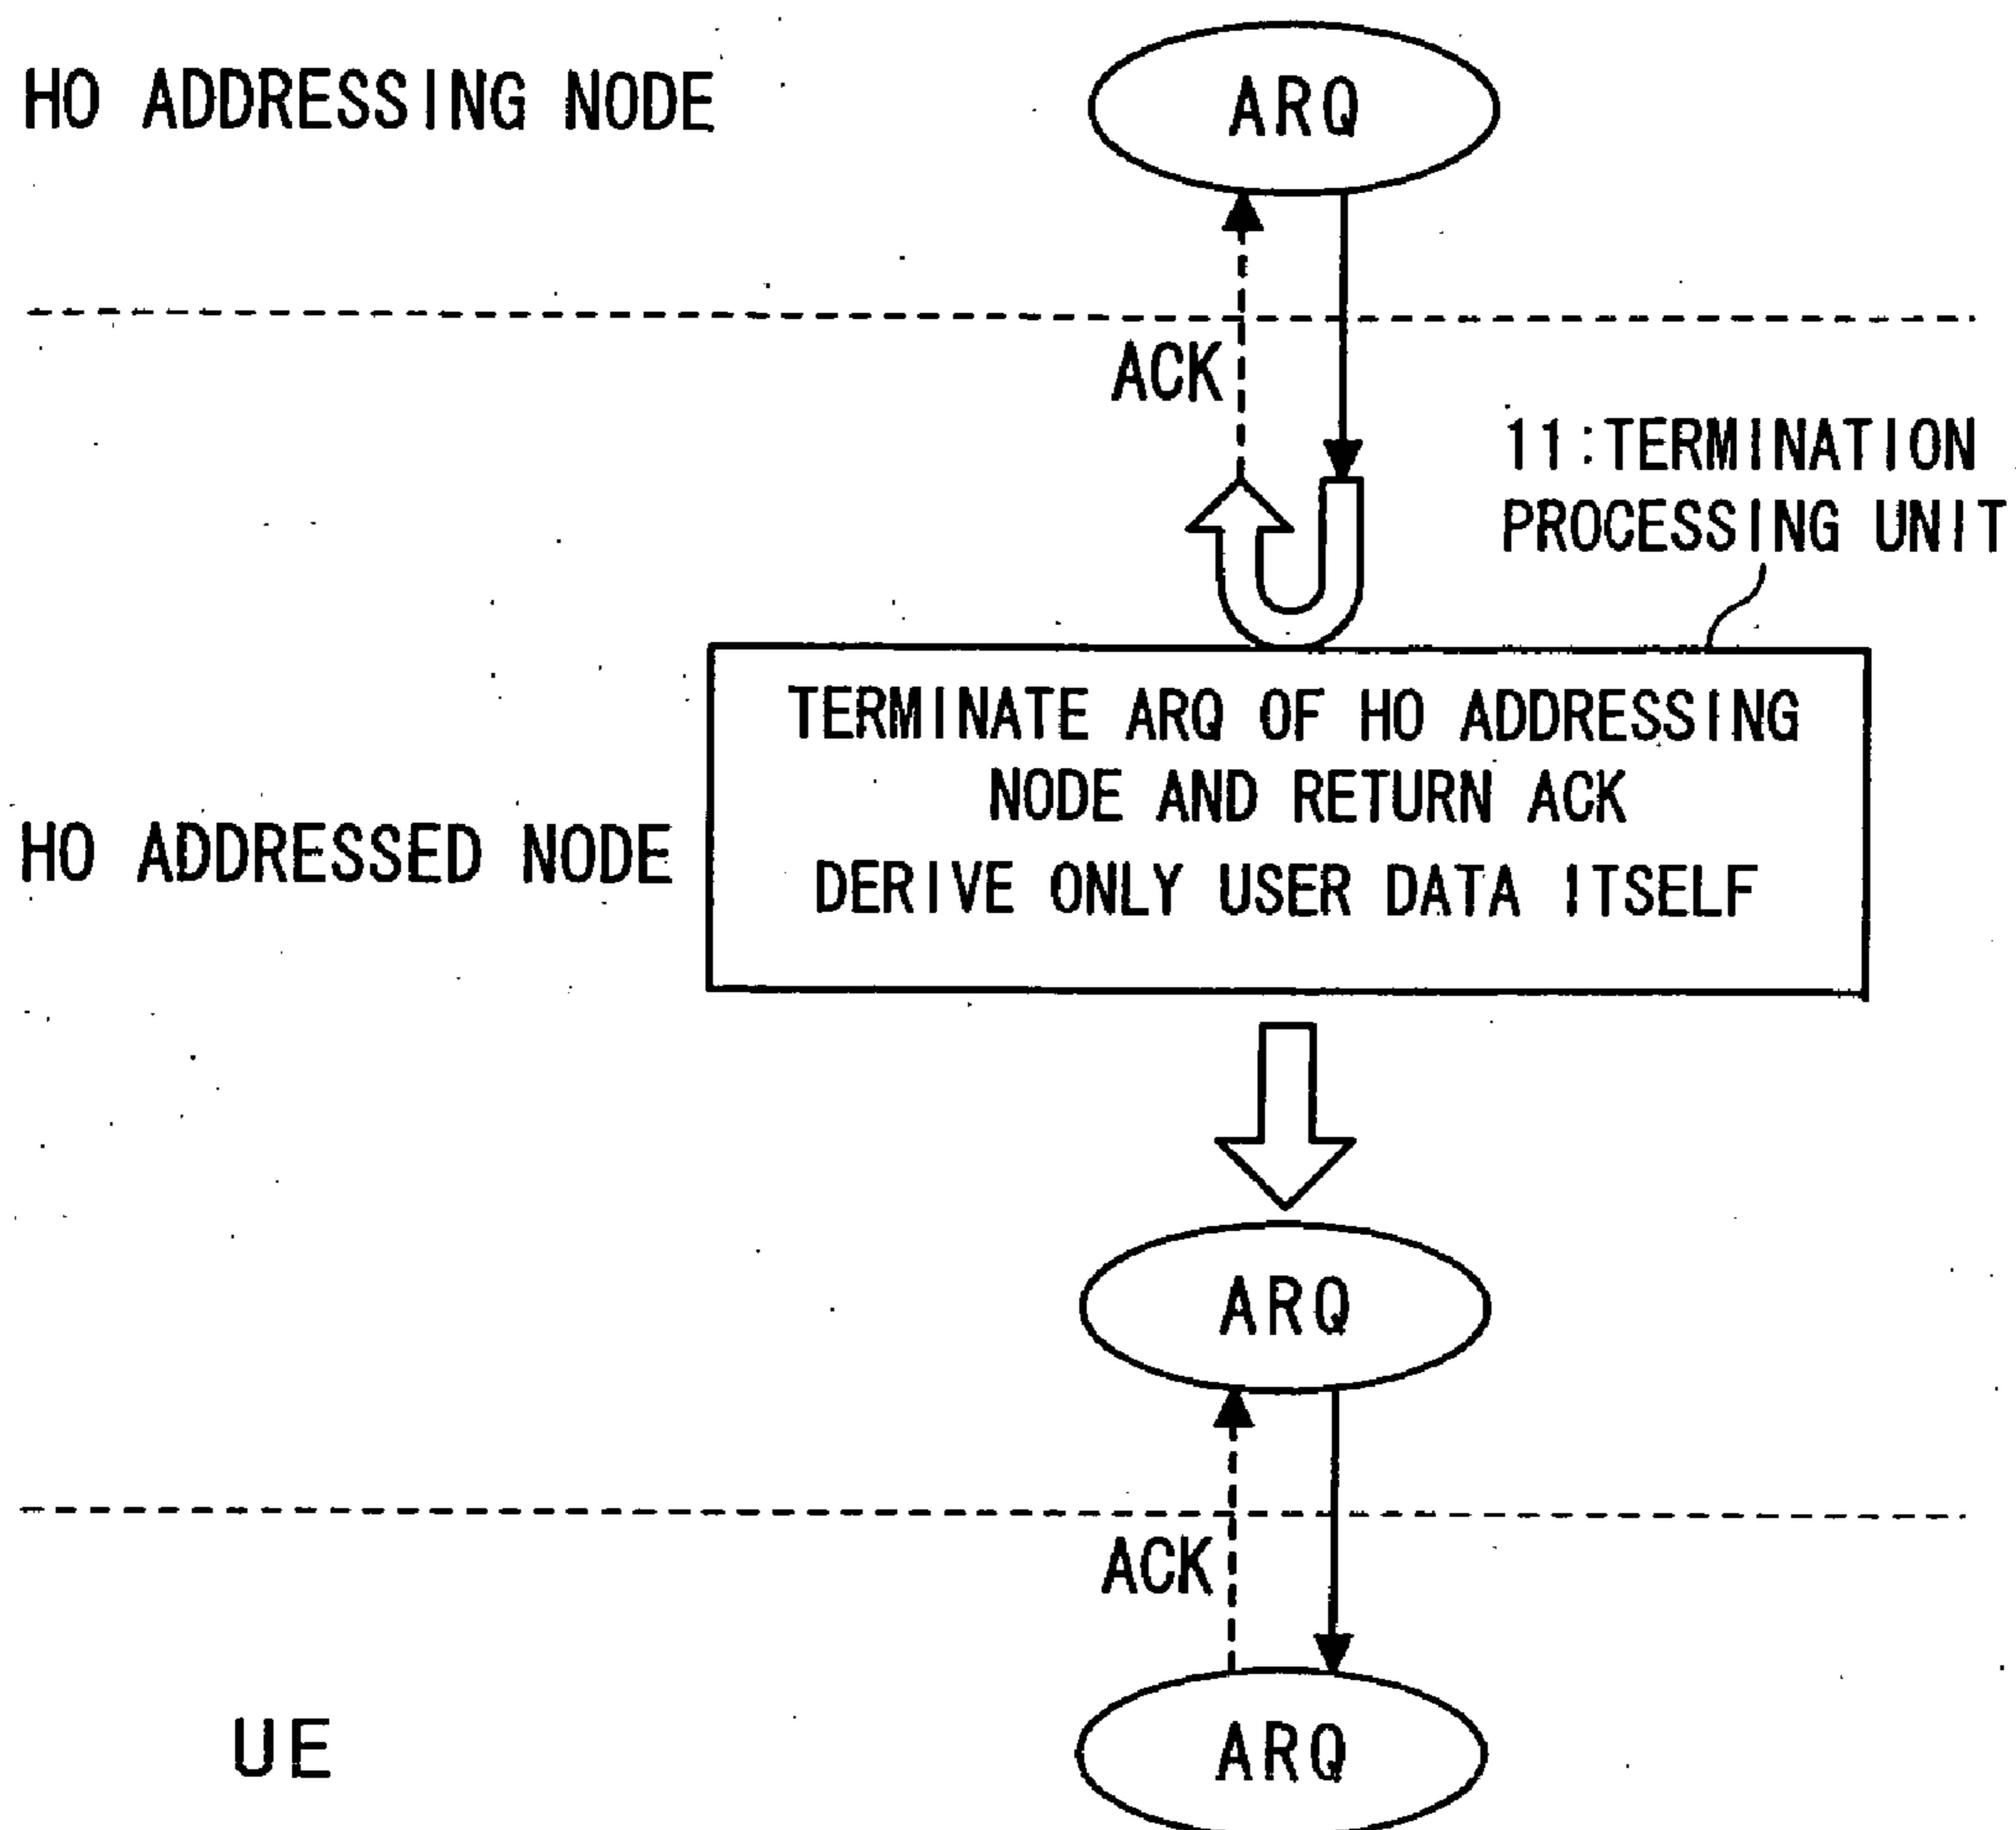 HO ADDRESSING NODE
ARQ
ACK
11:TERMINATION
PROCESSING UNIT
TERMINATE ARQ OF HO ADDRESSING
NODE AND RETURN ACK
DERIVE ONLY USER DATA ITSELF
HO ADDRESSED NODE
ARQ
ACK
UE
ARQ